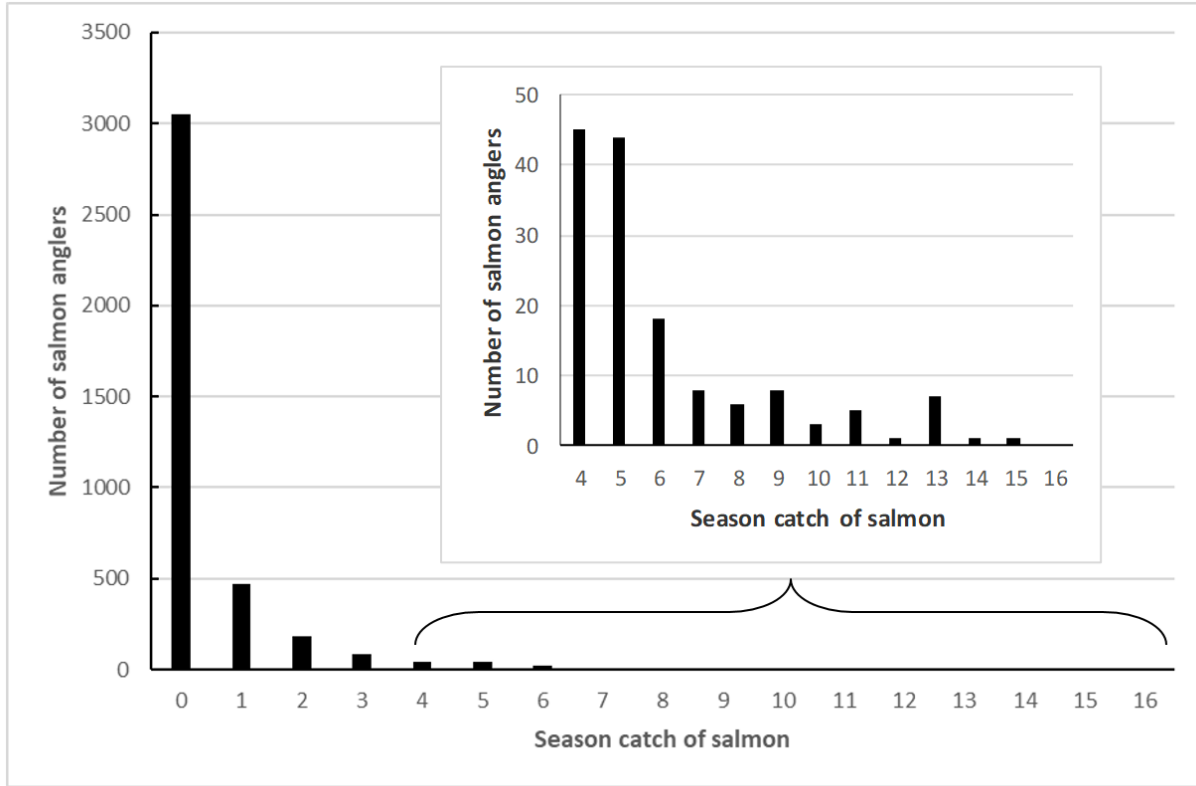 3500
3000
2500
2000
1500
1000
500
0
Number of salmon anglers
0 1 2 3 4 5 6 7 8 9 10 11 12 13 14 15 16
Season catch of salmon
50
40
30
20
10
0
Number of salmon anglers
4 5 6 7 8 9 10 11 12 13 14 15 16
Season catch of salmon